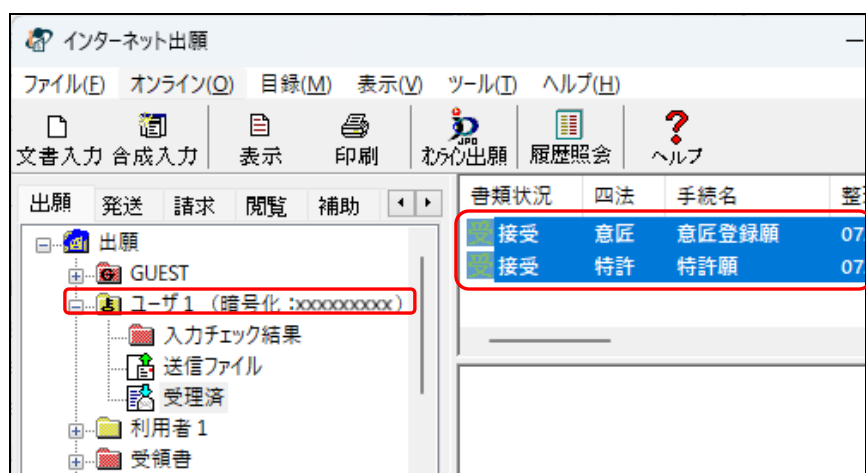 インターネット出願
ファイル(F) オンライン(O) 目録(M) 表示(V) ツール(T) ヘルプ(H)
文書入力 合成入力 表示 印刷 オンライン出願 履歴照会 ヘルプ
出願 発送 請求 閲覧 補助
書類状況 四法 手続名 整
受 接受 意匠 意匠登録願 07
受 接受 特許 特許願 07
出願
GUEST
ユーザ1 (暗号化:xxxxxxxxxx)
入力チェック結果
送信ファイル
受理済
利用者1
受領書